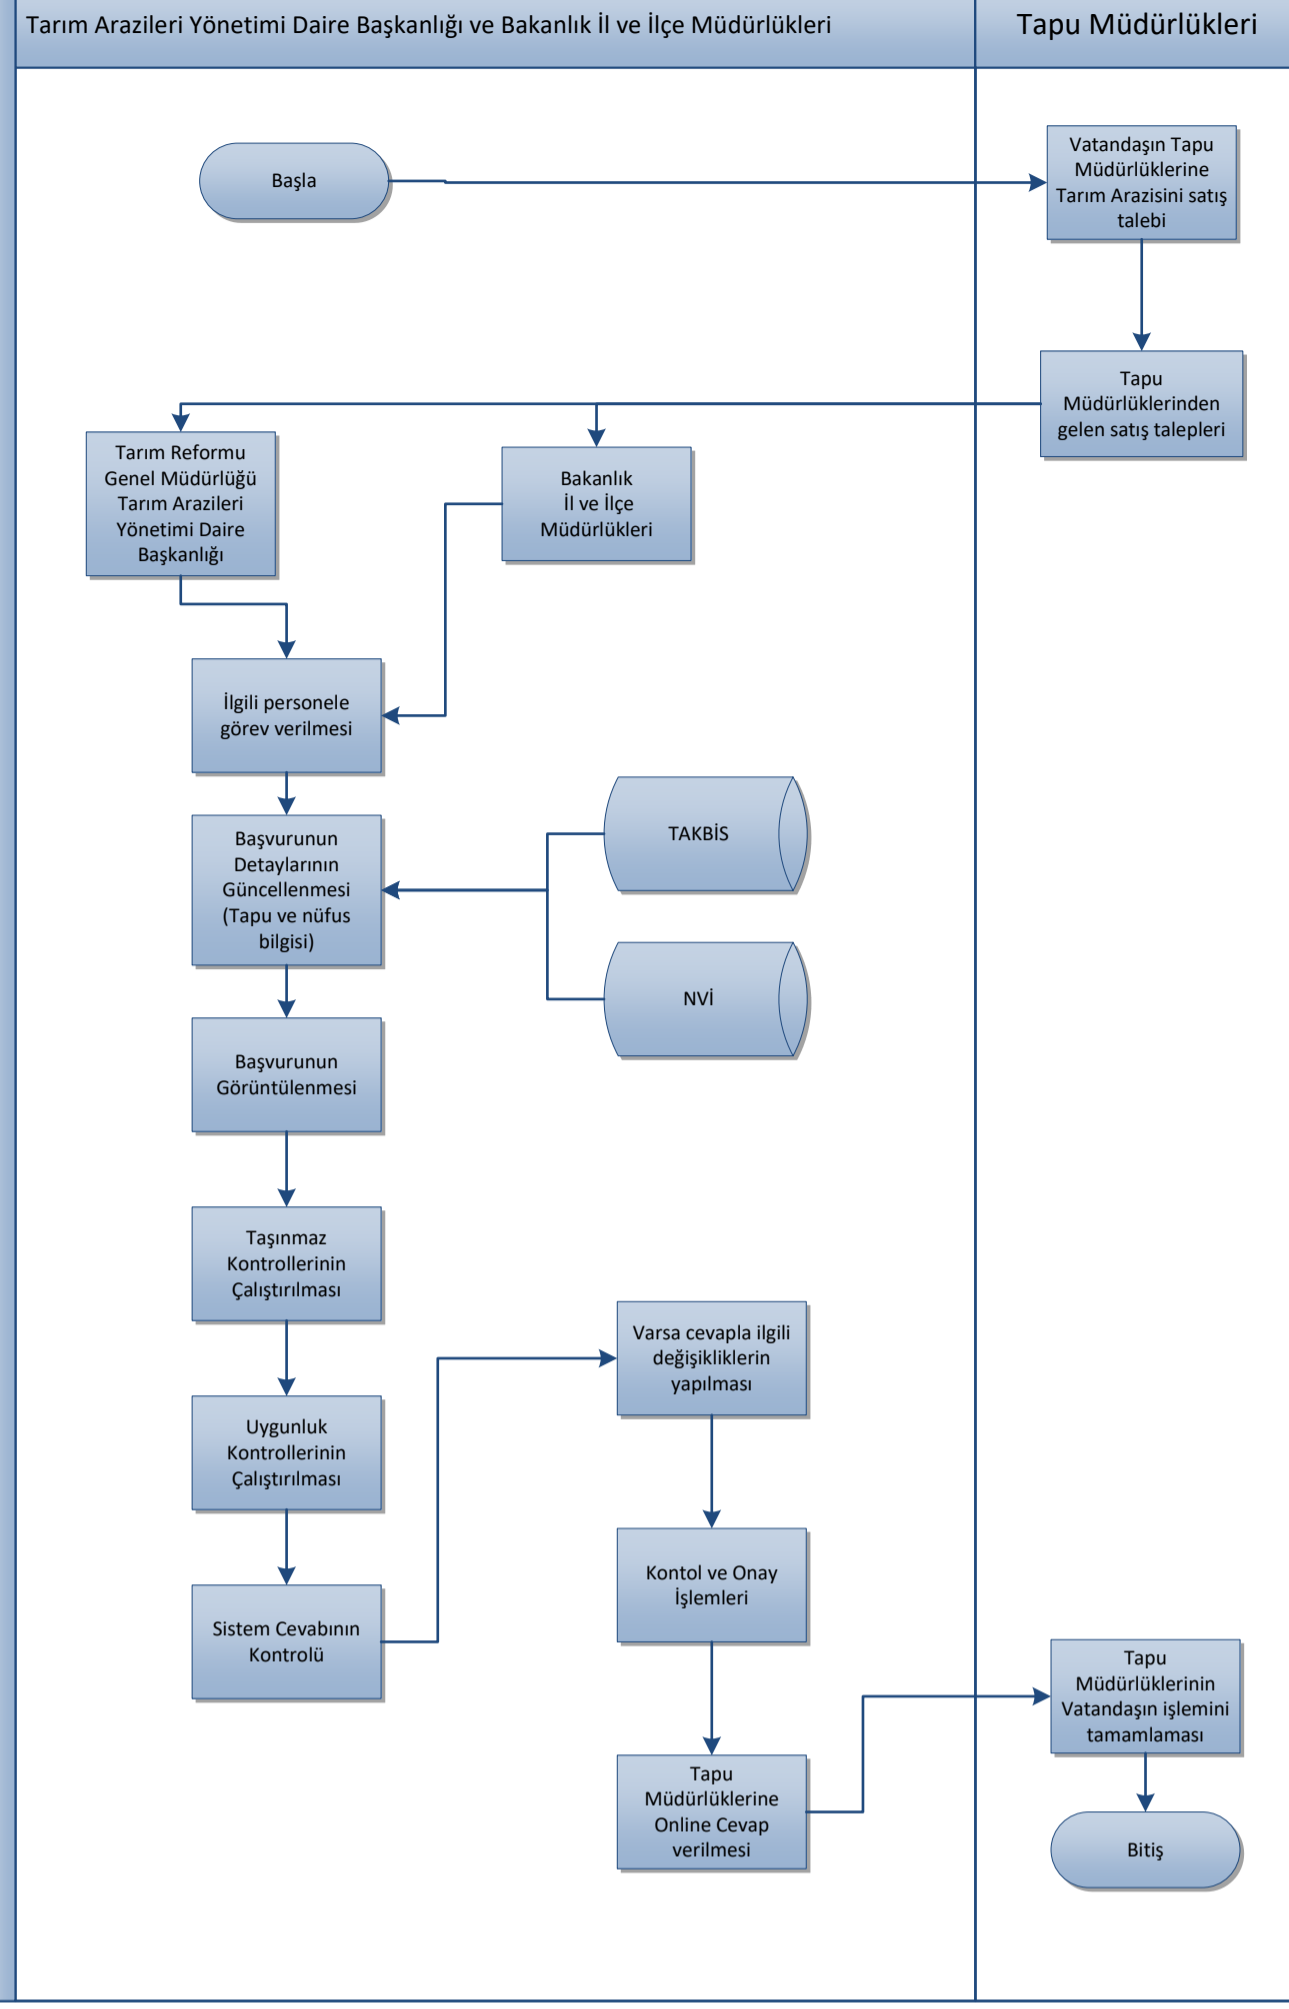 Tarım Arazileri Yönetimi Daire Başkanlığı ve Bakanlık İl ve İlçe Müdürlükleri
Tapu Müdürlükleri
Başla
Vatandaşın Tapu
Müdürlüklerine
Tarım Arazisini satış
talebi
Tapu
Müdürlüklerinden
gelen satış talepleri
Tarım Reformu
Genel Müdürlüğü
Tarım Arazileri
Yönetimi Daire
Başkanlığı
Bakanlık
İl ve İlçe
Müdürlükleri
İlgili personele
görev verilmesi
Başvurunun
Detaylarının
Güncellenmesi
(Tapu ve nüfus
bilgisi)
TAKBİS
NVİ
Başvurunun
Görüntülenmesi
Taşınmaz
Kontrollerinin
Çalıştırılması
Uygunluk
Kontrollerinin
Çalıştırılması
Sistem Cevabının
Kontrolü
Varsa cevapla ilgili
değişikliklerin
yapılması
Kontol ve Onay
İşlemleri
Tapu
Müdürlüklerine
Online Cevap
verilmesi
Tapu
Müdürlüklerinin
Vatandaşın işlemini
tamamlaması
Bitiş